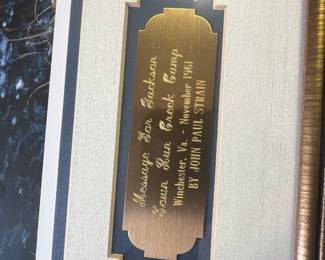 Message For Jackson
Town Run Creek Camp
Winchester, Va. - November 1961
BY JOHN PAUL STRAIN